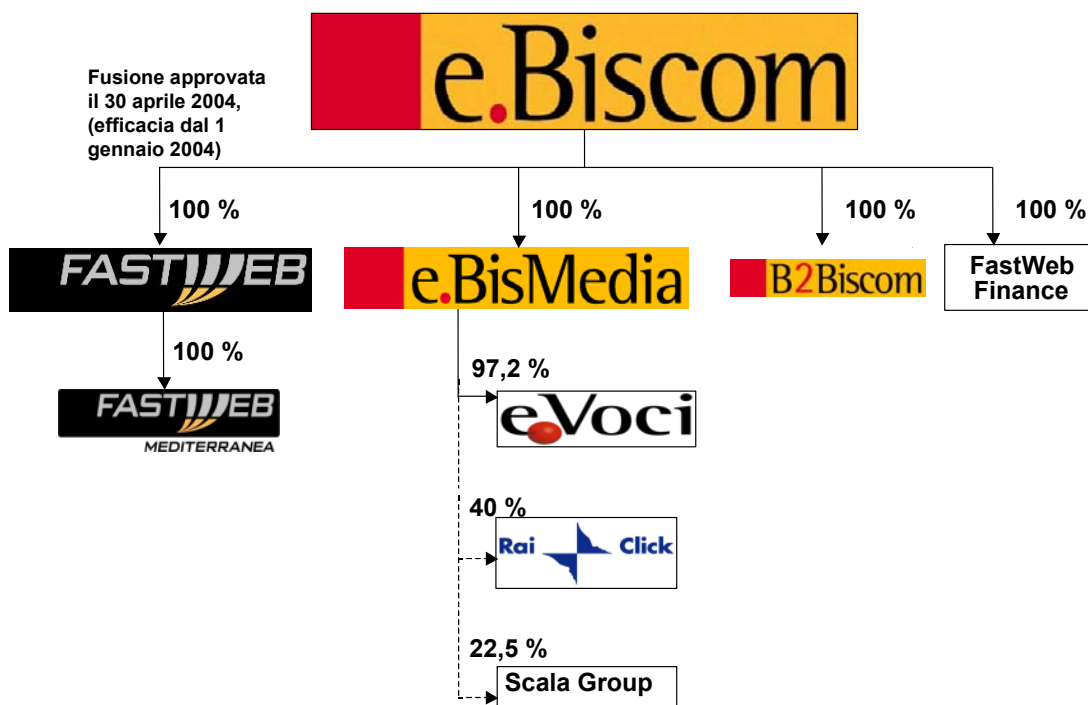 e.Biscom
Fusione approvata
il 30 aprile 2004,
(efficacia dal 1
gennaio 2004)
100 %
100 %
100 %
100 %
FASTWEB
e.BisMedia
B2Biscom
FastWeb
Finance
100 %
FASTWEB
MEDITERRANEA
97,2 %
e.Voci
40 %
Rai Click
22,5 %
Scala Group